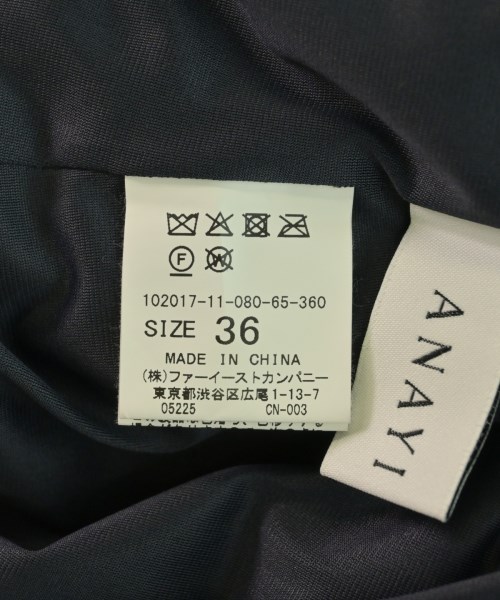 F
W
102017-11-080-65-360
SIZE 36
MADE IN CHINA
(株)ファーイーストカンパニー
東京都渋谷区広尾1-13-7
05225 CN-003
ANAYI